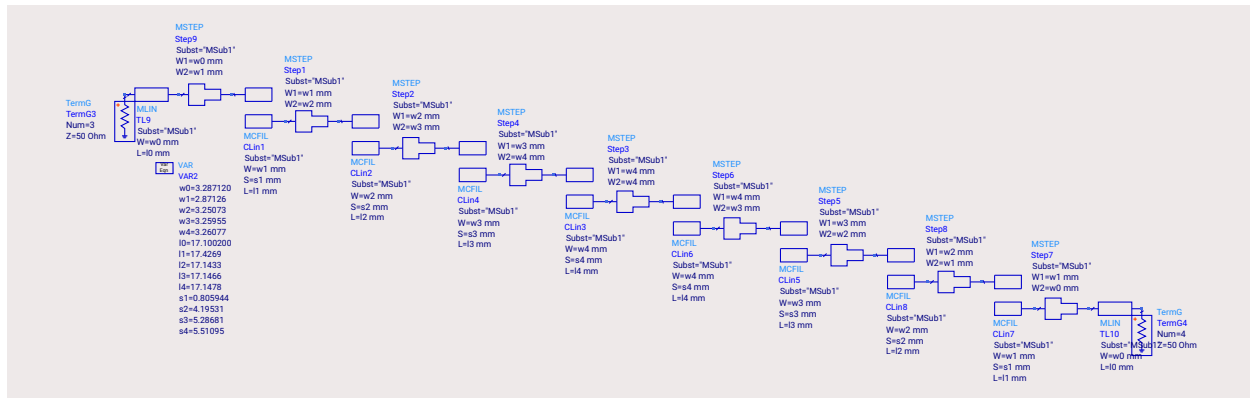 MSTEP
Step9
Subst="MSub1"
W1=w0 mm
W2=w1 mm
TermG
TermG3
Num=3
Z=50 Ohm
MLIN
TL9
Subst="MSub1"
W=w0 mm
L=l0 mm
Var
Eqn
VAR
VAR2
w0=3.287120
w1=2.87126
w2=3.25073
w3=3.25955
w4=3.26077
l0=17.100200
l1=17.4269
l2=17.1433
l3=17.1466
l4=17.1478
s1=0.805944
s2=4.19531
s3=5.28681
s4=5.51095
MSTEP
Step1
Subst="MSub1"
W1=w1 mm
W2=w2 mm
MCFIL
CLin1
Subst="MSub1"
W=w1 mm
S=s1 mm
L=l1 mm
MSTEP
Step2
Subst="MSub1"
W1=w2 mm
W2=w3 mm
MCFIL
CLin2
Subst="MSub1"
W=w2 mm
S=s2 mm
L=l2 mm
MSTEP
Step4
Subst="MSub1"
W1=w3 mm
W2=w4 mm
MCFIL
CLin4
Subst="MSub1"
W=w3 mm
S=s3 mm
L=l3 mm
MSTEP
Step3
Subst="MSub1"
W1=w4 mm
W2=w4 mm
MCFIL
CLin3
Subst="MSub1"
W=w4 mm
S=s4 mm
L=l4 mm
MSTEP
Step6
Subst="MSub1"
W1=w4 mm
W2=w3 mm
MCFIL
CLin6
Subst="MSub1"
W=w4 mm
S=s4 mm
L=l4 mm
MSTEP
Step5
Subst="MSub1"
W1=w3 mm
W2=w2 mm
MCFIL
CLin5
Subst="MSub1"
W=w3 mm
S=s3 mm
L=l3 mm
MSTEP
Step8
Subst="MSub1"
W1=w2 mm
W2=w1 mm
MCFIL
CLin8
Subst="MSub1"
W=w2 mm
S=s2 mm
L=l2 mm
MSTEP
Step7
Subst="MSub1"
W1=w1 mm
W2=w0 mm
MCFIL
CLin7
Subst="MSub1"
W=w1 mm
S=s1 mm
L=l1 mm
MLIN
TL10
Subst="MSub1"
W=w0 mm
L=l0 mm
TermG
TermG4
Num=4
Z=50 Ohm